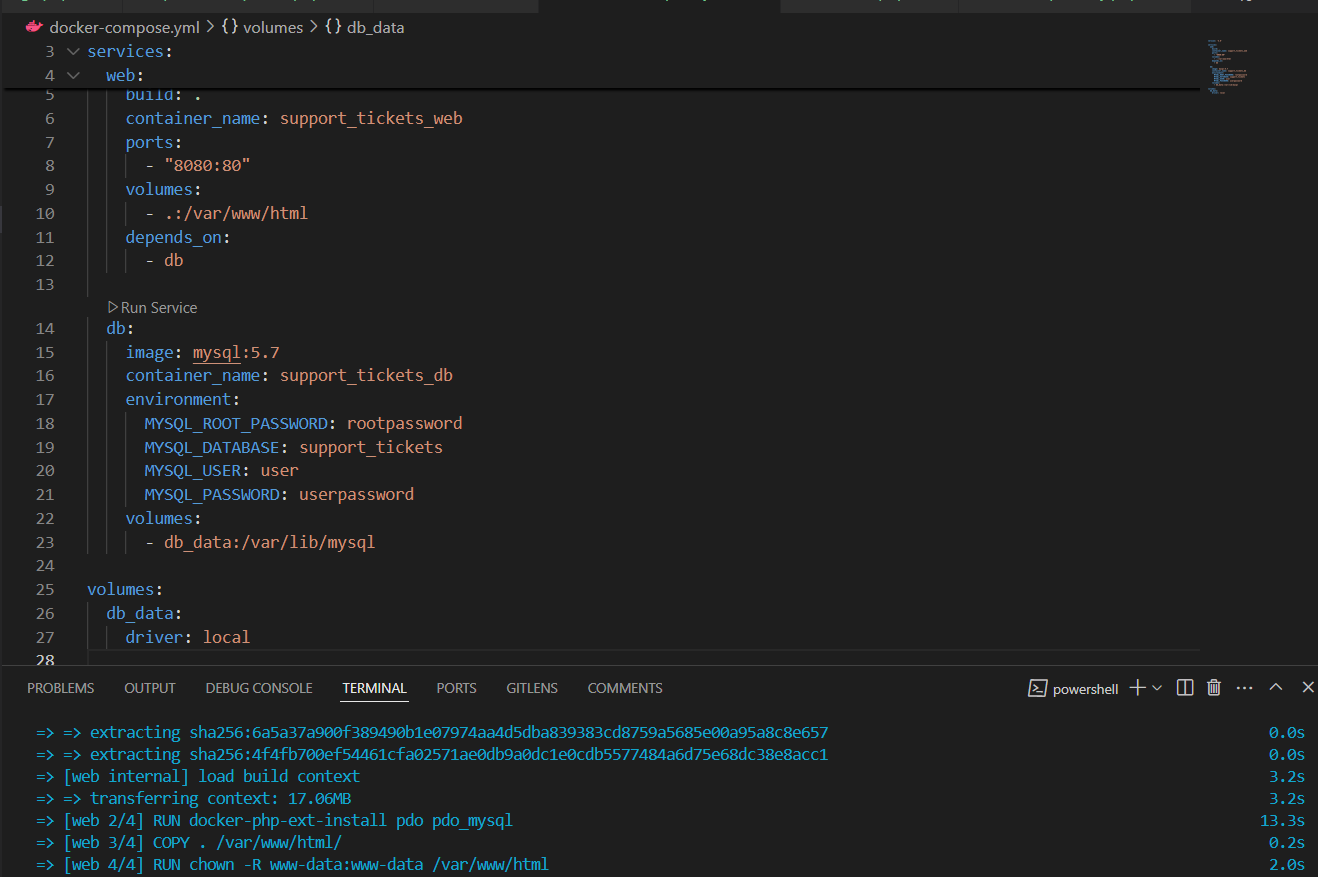 docker-compose.yml > {} volumes > {} db_data
3 services:
4 web:
5 build: .
6 container_name: support_tickets_web
7 ports:
8 - "8080:80"
9 volumes:
10 - .:/var/www/html
11 depends_on:
12 - db
13
Run Service
14 db:
15 image: mysql:5.7
16 container_name: support_tickets_db
17 environment:
18 MYSQL_ROOT_PASSWORD: rootpassword
19 MYSQL_DATABASE: support_tickets
20 MYSQL_USER: user
21 MYSQL_PASSWORD: userpassword
22 volumes:
23 - db_data:/var/lib/mysql
24
25 volumes:
26 db_data:
27 driver: local
28
PROBLEMS OUTPUT DEBUG CONSOLE TERMINAL PORTS GITLENS COMMENTS powershell
=> => extracting sha256:6a5a37a900f389490b1e07974aa4d5dba839383cd8759a5685e00a95a8c8e657 0.0s
=> => extracting sha256:4f4fb700ef54461cfa02571ae0db9a0dc1e0cdb5577484a6d75e68dc38e8acc1 0.0s
=> [web internal] load build context 3.2s
=> => transferring context: 17.06MB 3.2s
=> [web 2/4] RUN docker-php-ext-install pdo pdo_mysql 13.3s
=> [web 3/4] COPY . /var/www/html/ 0.2s
=> [web 4/4] RUN chown -R www-data:www-data /var/www/html 2.0s